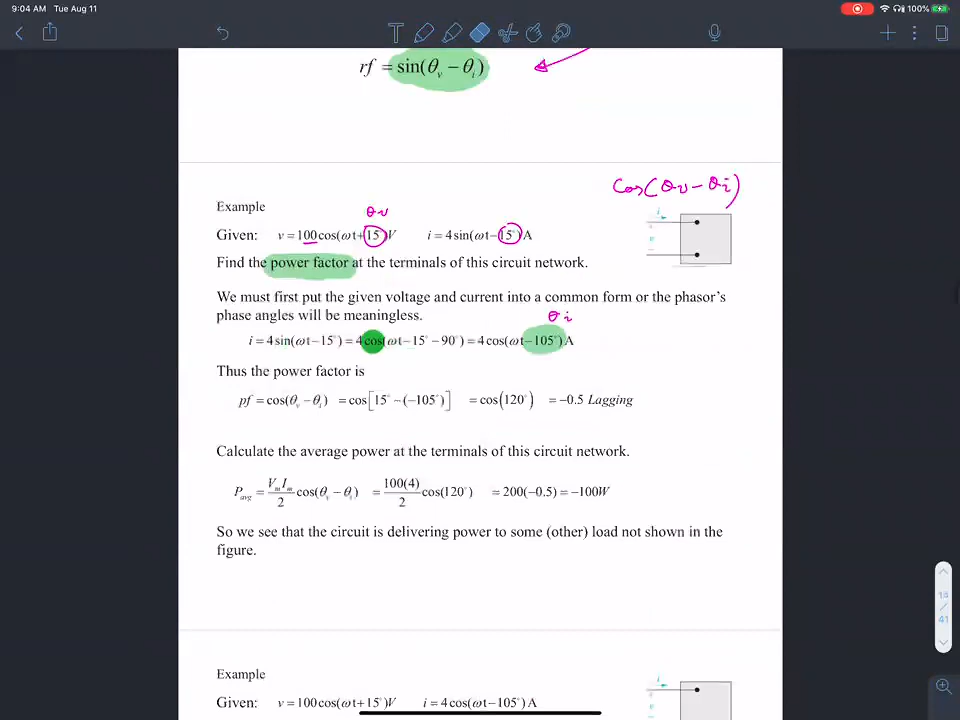 9:04 AM Tue Aug 11
100%
rf = sin(θv − θi)
cos(θv − θi)
Example
θv
i
Given: v = 100cos(ωt+15°)V i = 4sin(ωt−15°)A
v
Find the power factor at the terminals of this circuit network.
We must first put the given voltage and current into a common form or the phasor's
phase angles will be meaningless.
θi
i = 4sin(ωt−15°) = 4cos(ωt−15°−90°) = 4cos(ωt−105°)A
Thus the power factor is
pf = cos(θv − θi) = cos[15° −(−105°)] = cos(120°) = −0.5 Lagging
Calculate the average power at the terminals of this circuit network.
Pavg = VmIm/2 cos(θv − θi) = 100(4)/2 cos(120°) = 200(−0.5) = −100W
So we see that the circuit is delivering power to some (other) load not shown in the
figure.
14
/
41
Example
i
Given: v = 100cos(ωt+15°)V i = 4cos(ωt−105°)A